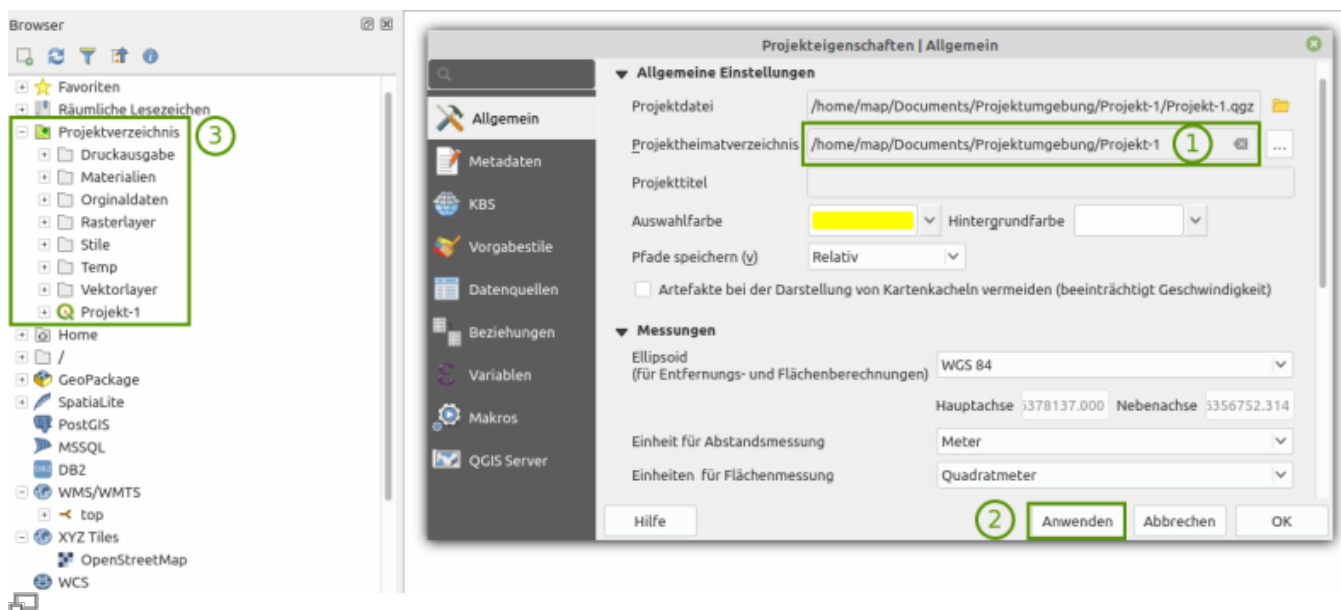 Browser
Favoriten
Räumliche Lesezeichen
Projektverzeichnis
3
Druckausgabe
Materialien
Orginaldaten
Rasterlayer
Stile
Temp
Vektorlayer
Projekt-1
Home
/
GeoPackage
SpatiaLite
PostGIS
MSSQL
DB2
WMS/WMTS
top
XYZ Tiles
OpenStreetMap
WCS
Projekteigenschaften | Allgemein
Allgemein
Metadaten
KBS
Vorgabestile
Datenquellen
Beziehungen
Variablen
Makros
QGIS Server
Allgemeine Einstellungen
Projektdatei /home/map/Documents/Projektumgebung/Projekt-1/Projekt-1.qgz
Projektheimatverzeichnis /home/map/Documents/Projektumgebung/Projekt-1 1 ...
Projekttitel
Auswahlfarbe Hintergrundfarbe
Pfade speichern (v) Relativ
Artefakte bei der Darstellung von Kartenkacheln vermeiden (beeinträchtigt Geschwindigkeit)
Messungen
Ellipsoid
(für Entfernungs- und Flächenberechnungen) WGS 84
Hauptachse 6378137.000 Nebenachse 6356752.314
Einheit für Abstandsmessung Meter
Einheiten für Flächenmessung Quadratmeter
Hilfe 2 Anwenden Abbrechen OK